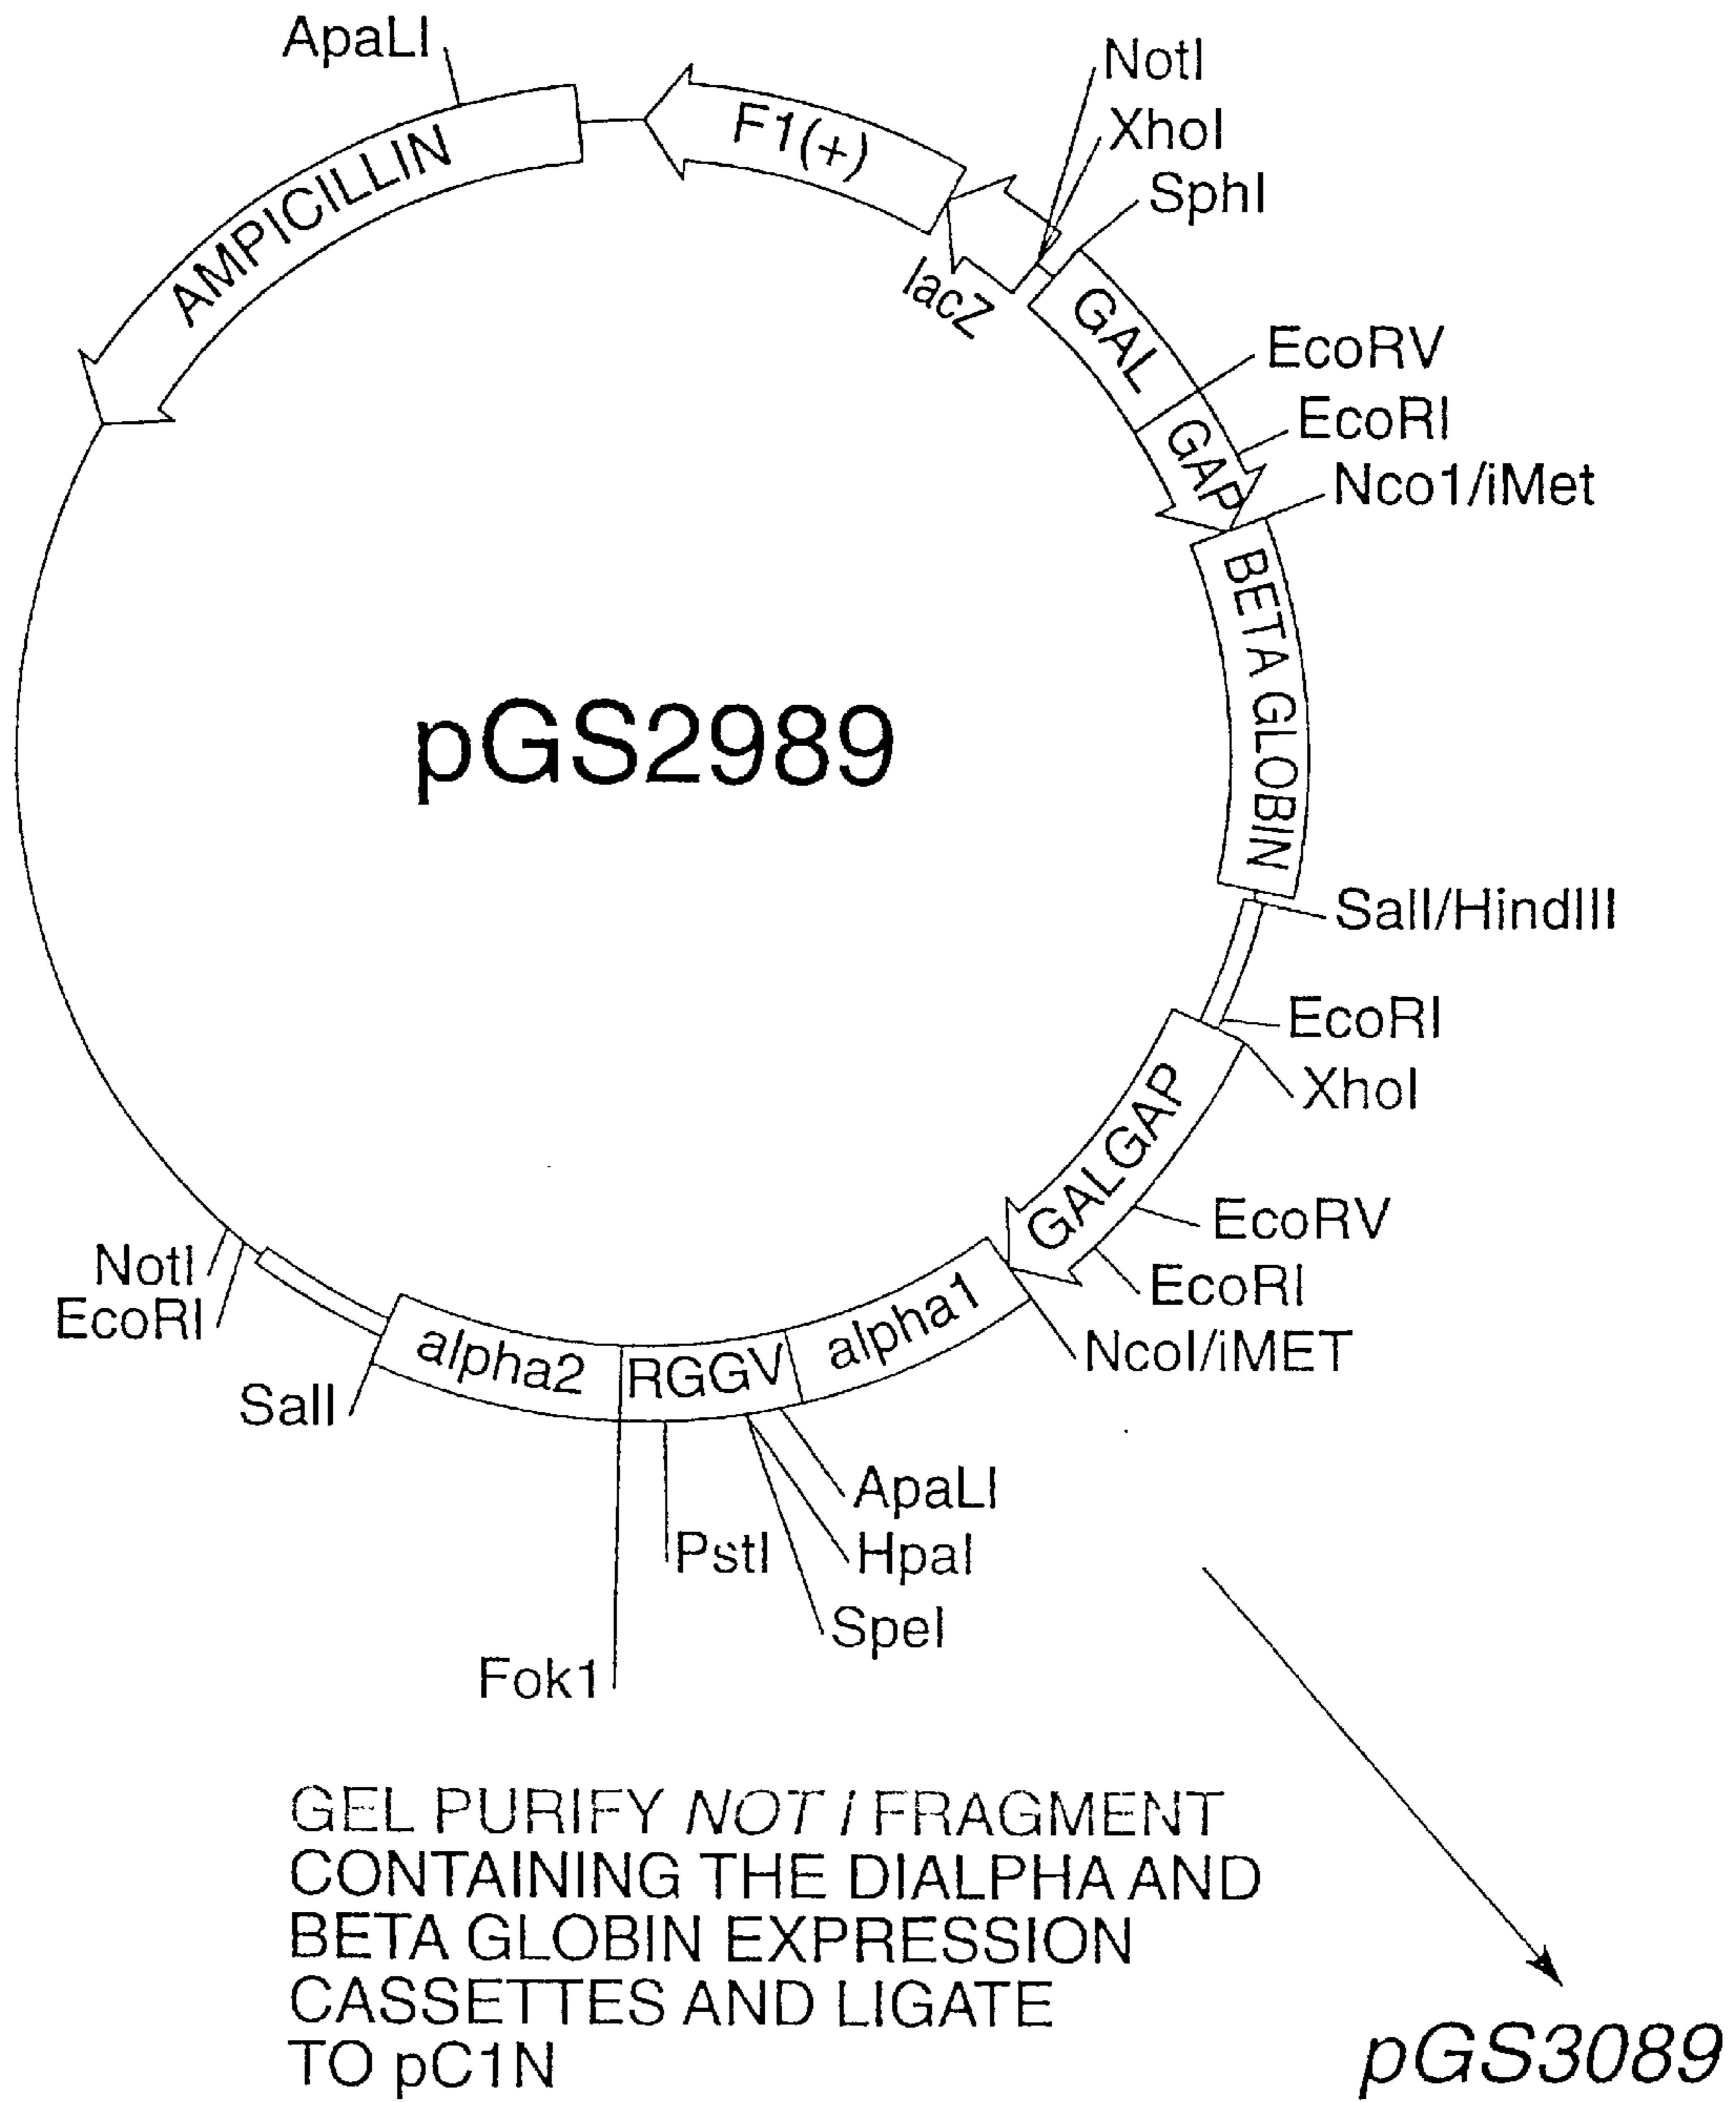 ApaLI
NotI
XhoI
SphI
F1(+)
AMPICILLIN
lacZ
GAL
EcoRV
EcoRI
GAP
Nco1/iMet
BETA GLOBIN
pGS2989
SalI/HindIII
EcoRI
XhoI
GALGAP
EcoRV
EcoRI
NcoI/iMET
NotI
EcoRI
alpha2
RGGV
alpha1
SalI
ApaLI
PstI
HpaI
SpeI
Fok1
GEL PURIFY NOT I FRAGMENT
CONTAINING THE DIALPHA AND
BETA GLOBIN EXPRESSION
CASSETTES AND LIGATE
TO pC1N
pGS3089